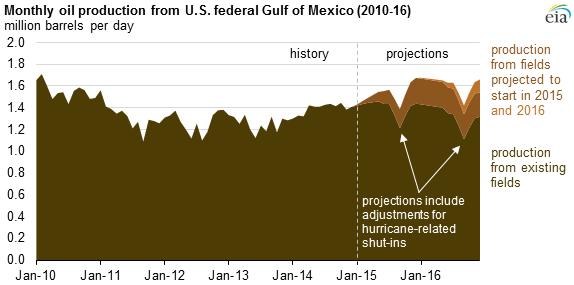 Monthly oil production from U.S. federal Gulf of Mexico (2010-16)
million barrels per day
eia
2.0
1.8
1.6
1.4
1.2
1.0
0.8
0.6
0.4
0.2
0.0
history
projections
production
from fields
projected to
start in 2015
and 2016
production
from existing
fields
projections include
adjustments for
hurricane-related
shut-ins
Jan-10 Jan-11 Jan-12 Jan-13 Jan-14 Jan-15 Jan-16